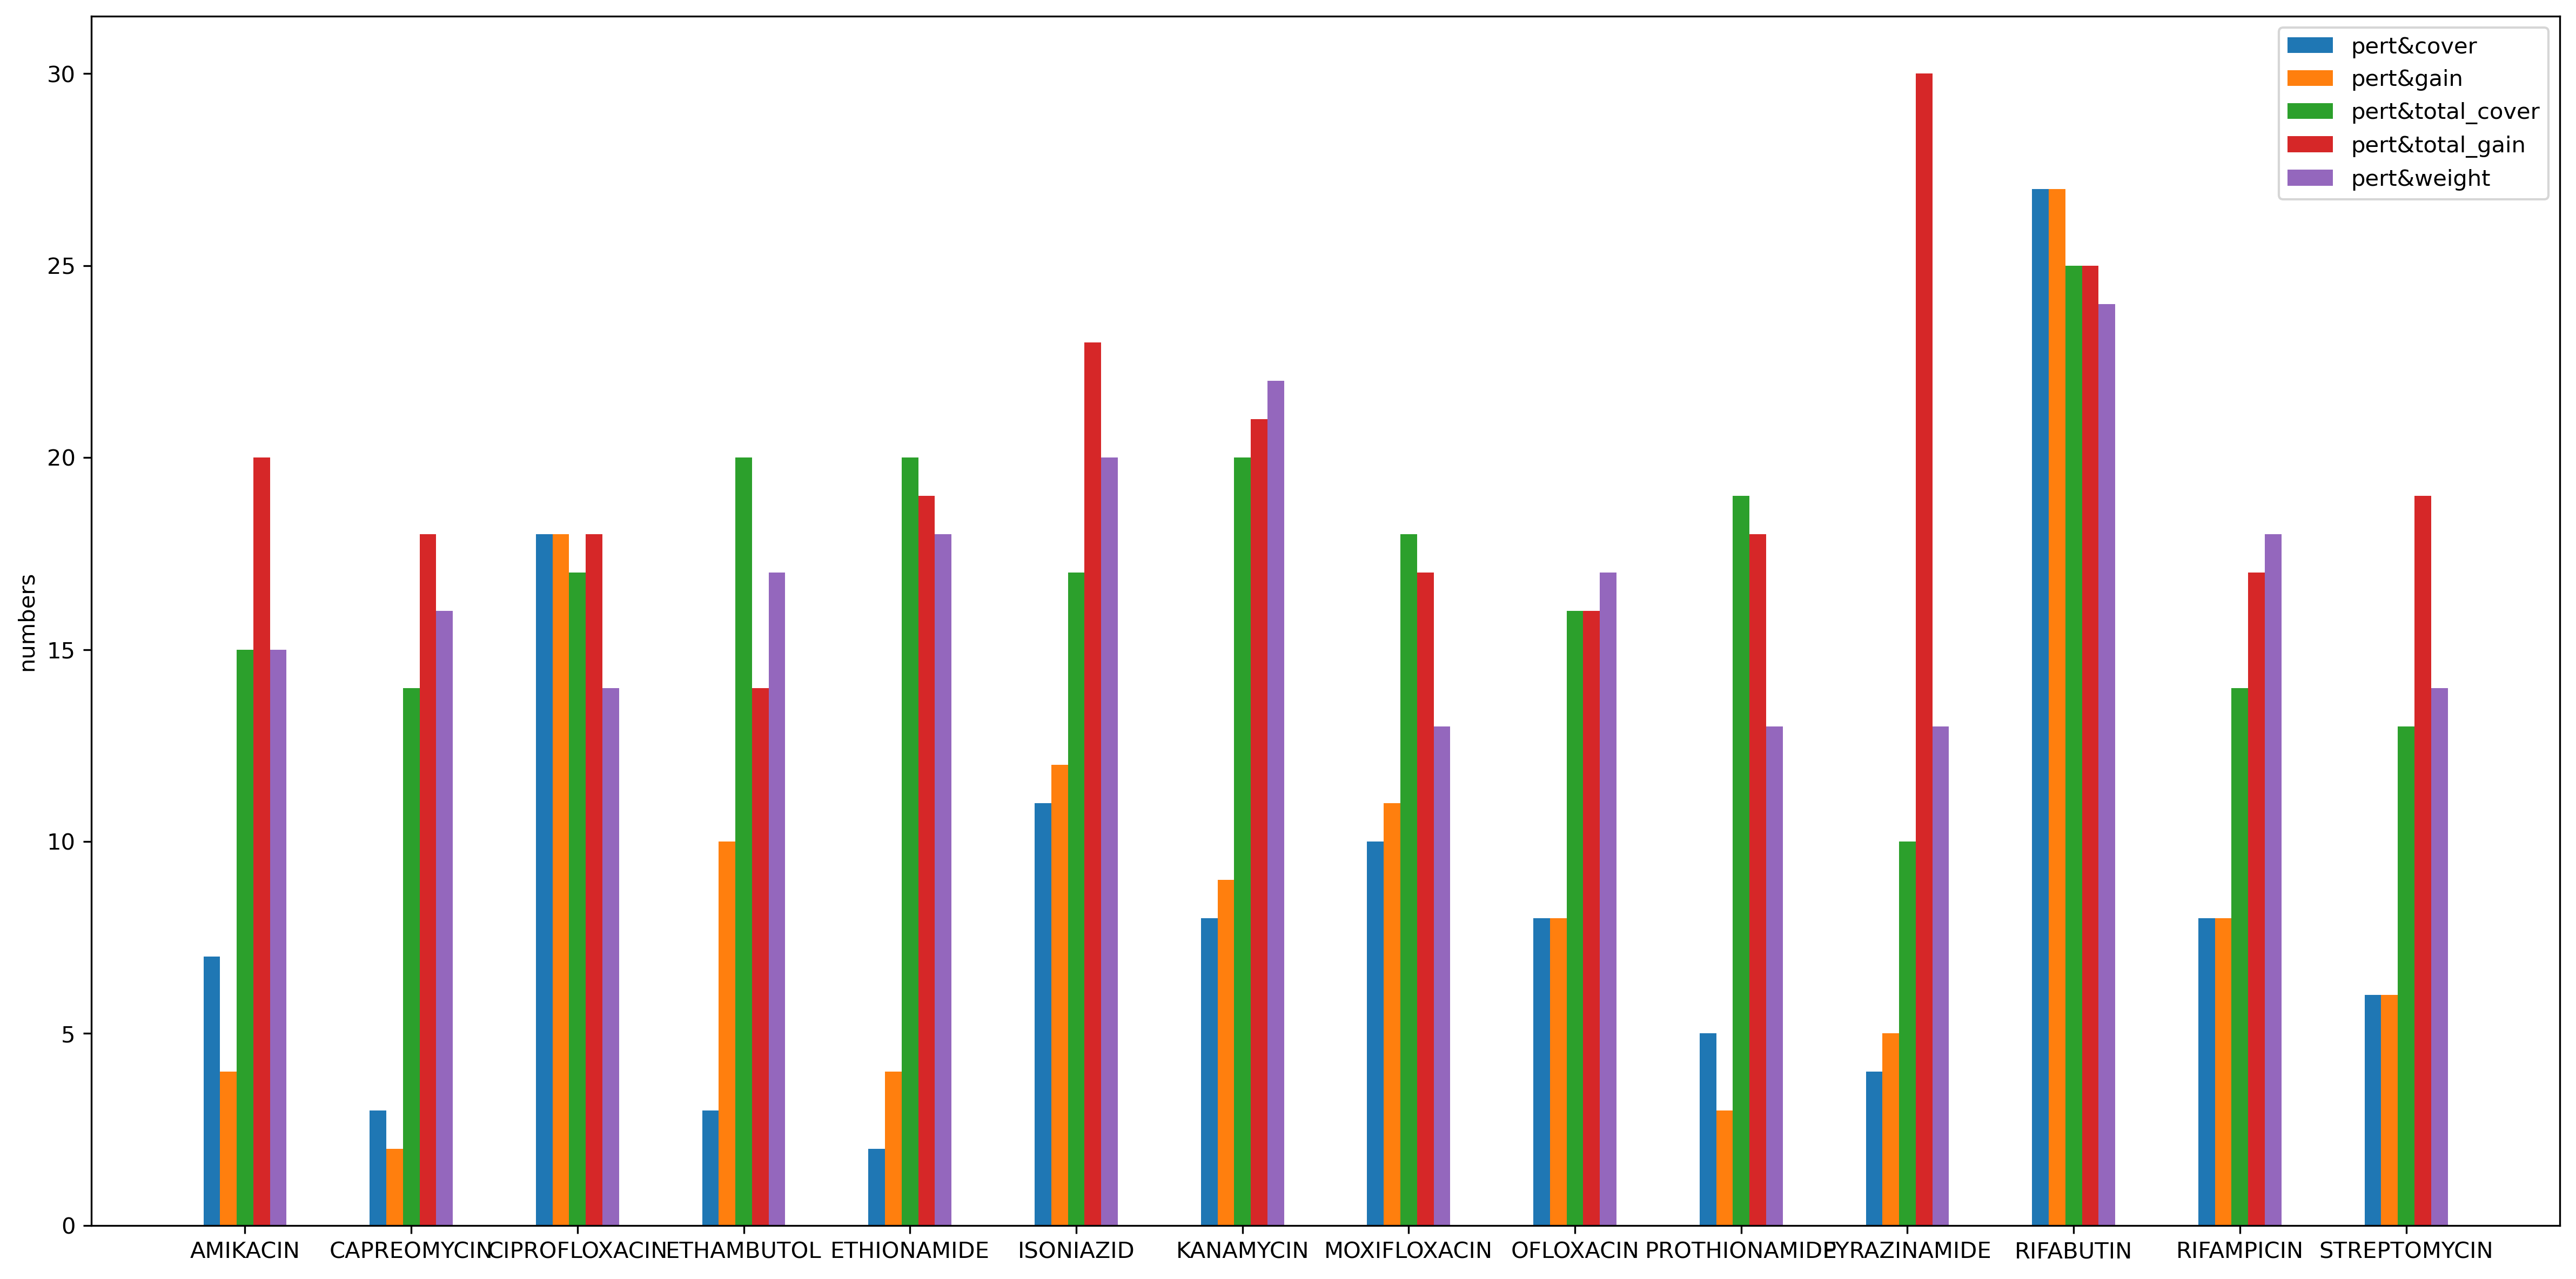 30
25
20
15
10
5
0
numbers
pert&cover
pert&gain
pert&total_cover
pert&total_gain
pert&weight
AMIKACIN CAPREOMYCIN CIPROFLOXACIN ETHAMBUTOL ETHIONAMIDE ISONIAZID KANAMYCIN MOXIFLOXACIN OFLOXACIN PROTHIONAMIDE PYRAZINAMIDE RIFABUTIN RIFAMPICIN STREPTOMYCIN